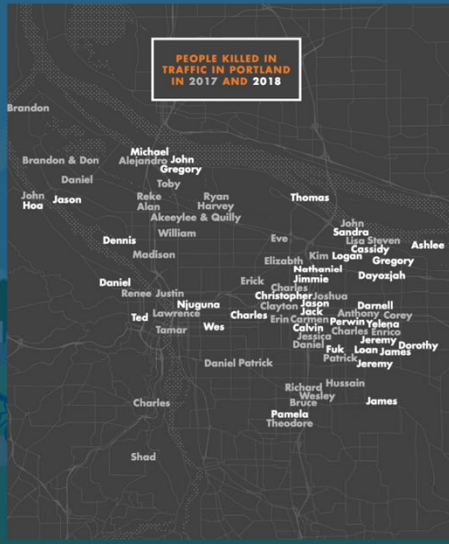 PEOPLE KILLED IN
TRAFFIC IN PORTLAND
IN 2017 AND 2018
Brandon
Michael
Brandon & Don
Alejandro
John
Gregory
Daniel
Toby
John
Jason
Reke
Ryan
Thomas
Hoa
Alan
Harvey
Akeeylee & Quilly
John
William
Sandra
Dennis
Eve
Lisa Steven
Ashlee
Cassidy
Madison
Elizabth
Kim
Logan
Gregory
Nathaniel
Dayozjah
Daniel
Erick
Jimmie
Charles
Renee
Justin
Christopher
Joshua
Njuguna
Clayton
Jason
Darnell
Ted
Lawrence
Charles
Jack
Anthony
Corey
Erin
Carmen
Perwin
Yelena
Tamar
Wes
Calvin
Charles
Enrico
Jessica
Jeremy
Daniel
Fuk
Loan
James
Dorothy
Daniel Patrick
Patrick
Jeremy
Richard
Hussain
Wesley
Charles
Bruce
James
Pamela
Theodore
Shad